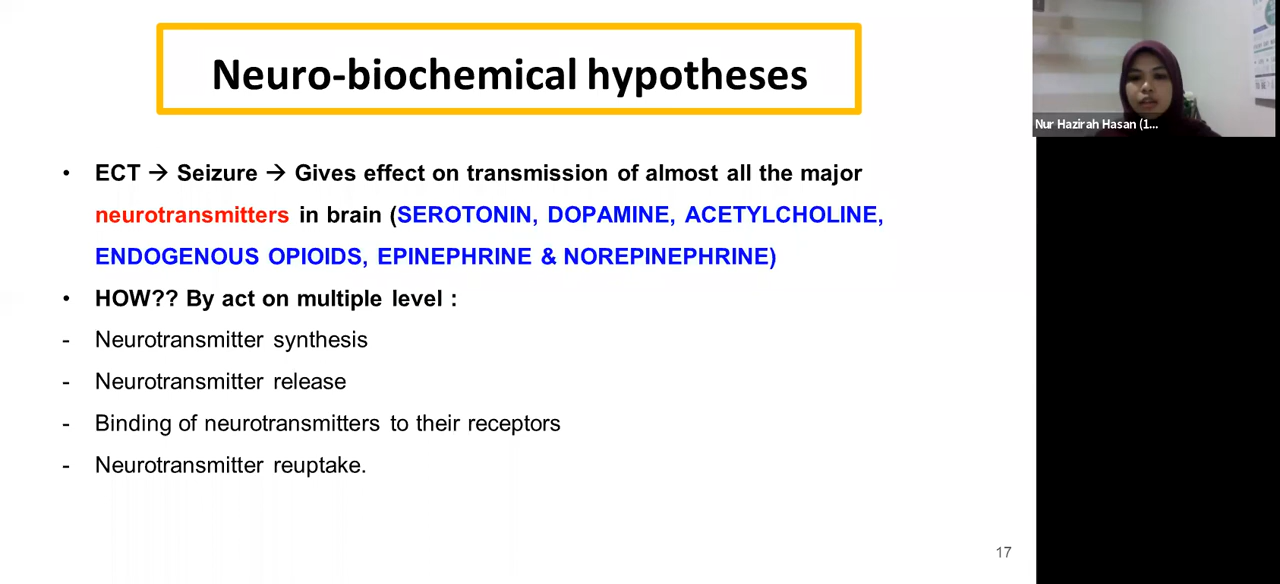 Neuro-biochemical hypotheses
• ECT → Seizure → Gives effect on transmission of almost all the major
neurotransmitters in brain (SEROTONIN, DOPAMINE, ACETYLCHOLINE,
ENDOGENOUS OPIOIDS, EPINEPHRINE & NOREPINEPHRINE)
• HOW?? By act on multiple level :
- Neurotransmitter synthesis
- Neurotransmitter release
- Binding of neurotransmitters to their receptors
- Neurotransmitter reuptake.
17
Nur Hazirah Hasan (1...